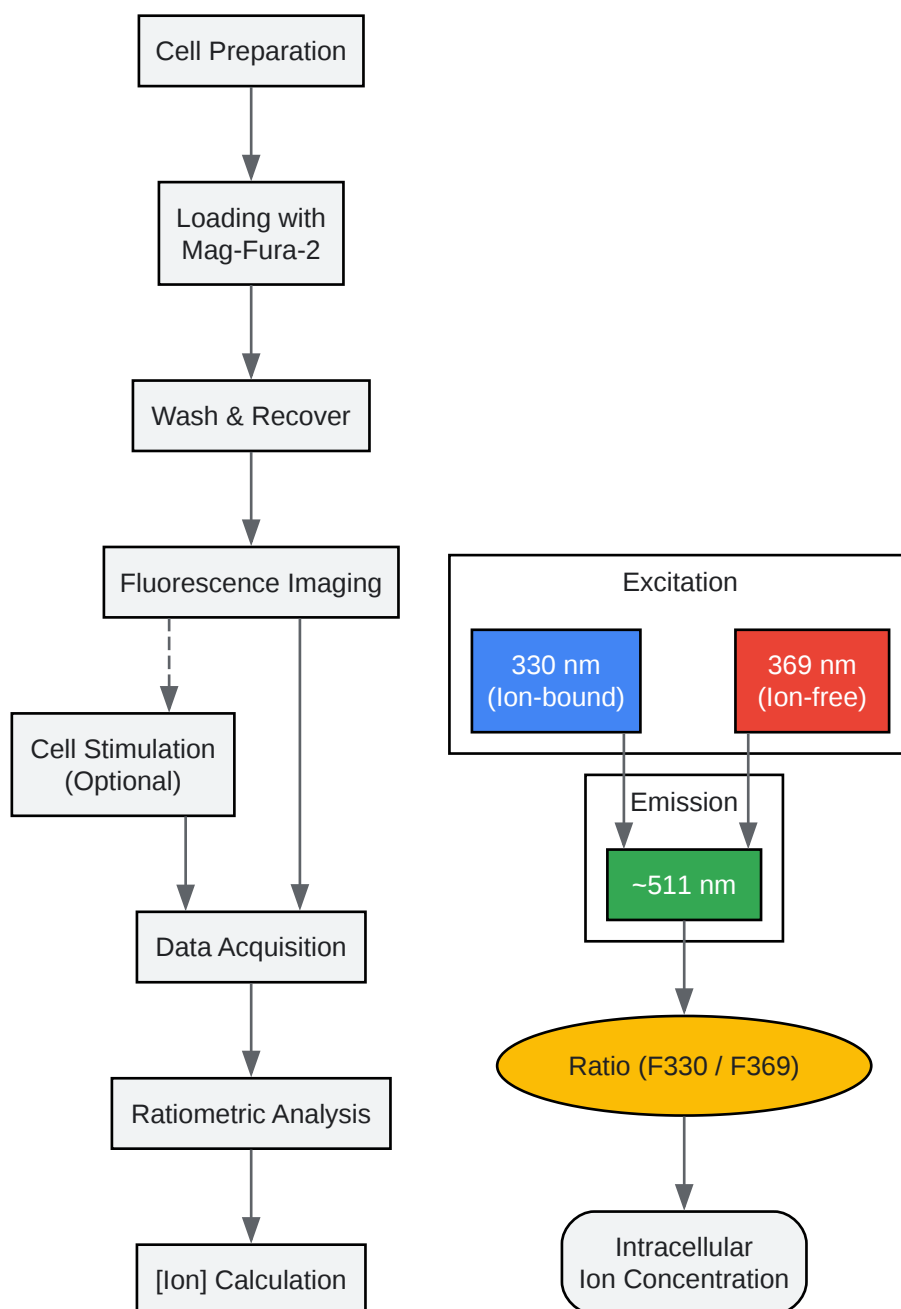 Cell Preparation
Loading with
Mag-Fura-2
Wash & Recover
Fluorescence Imaging
Cell Stimulation
(Optional)
Data Acquisition
Ratiometric Analysis
[Ion] Calculation
Excitation
330 nm
(Ion-bound)
369 nm
(Ion-free)
Emission
~511 nm
Ratio (F330 / F369)
Intracellular
Ion Concentration